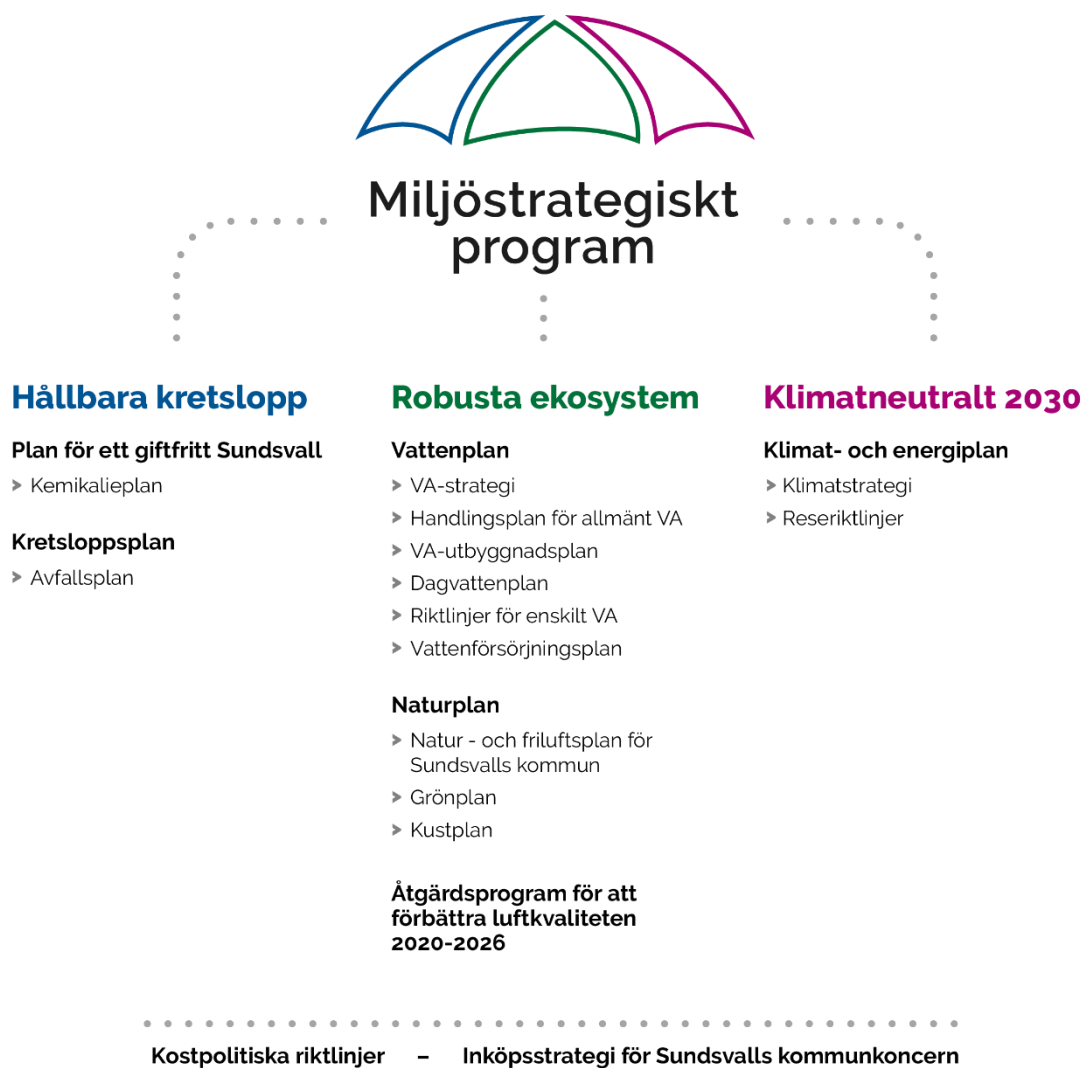 Miljöstrategiskt
program
Hållbara kretslopp
Plan för ett giftfritt Sundsvall
> Kemikalieplan
Kretsloppsplan
> Avfallsplan
Robusta ekosystem
Vattenplan
> VA-strategi
> Handlingsplan för allmänt VA
> VA-utbyggnadsplan
> Dagvattenplan
> Riktlinjer för enskilt VA
> Vattenförsörjningsplan
Naturplan
> Natur - och friluftsplan för
Sundsvalls kommun
> Grönplan
> Kustplan
Åtgärdsprogram för att
förbättra luftkvaliteten
2020-2026
Klimatneutralt 2030
Klimat- och energiplan
> Klimatstrategi
> Reseriktlinjer
Kostpolitiska riktlinjer – Inköpsstrategi för Sundsvalls kommunkoncern